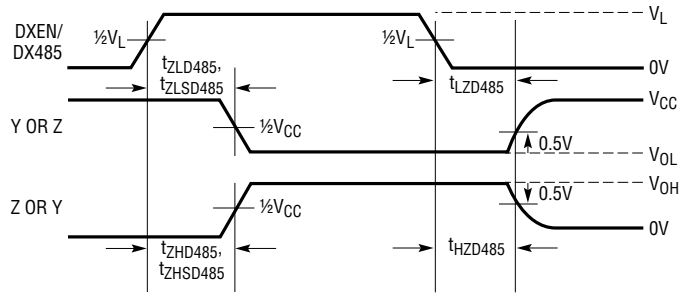 DXEN/
DX485
½VL
½VL
VL
0V
tZLD485,
tZLSD485
tLZD485
Y OR Z
½VCC
VCC
0.5V
VOL
Z OR Y
½VCC
VOH
0.5V
0V
tZHD485,
tZHSD485
tHZD485